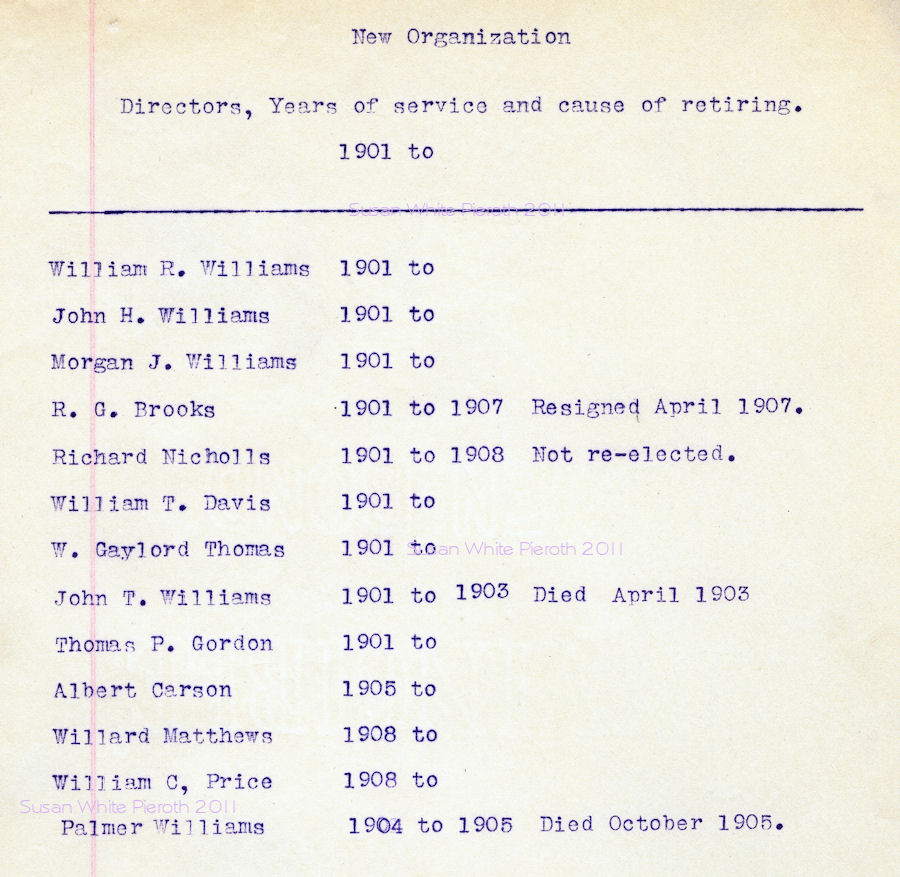 New Organization
Directors, Years of service and cause of retiring.
1901 to
Susan White Pieroth 2011
William R. Williams 1901 to
John H. Williams 1901 to
Morgan J. Williams 1901 to
R. G. Brooks 1901 to 1907 Resigned April 1907.
Richard Nicholls 1901 to 1908 Not re-elected.
William T. Davis 1901 to
W. Gaylord Thomas 1901 to
Susan White Pieroth 2011
John T. Williams 1901 to 1903 Died April 1903
Thomas P. Gordon 1901 to
Albert Carson 1905 to
Willard Matthews 1908 to
William C, Price 1908 to
Susan White Pieroth 2011
Palmer Williams 1904 to 1905 Died October 1905.